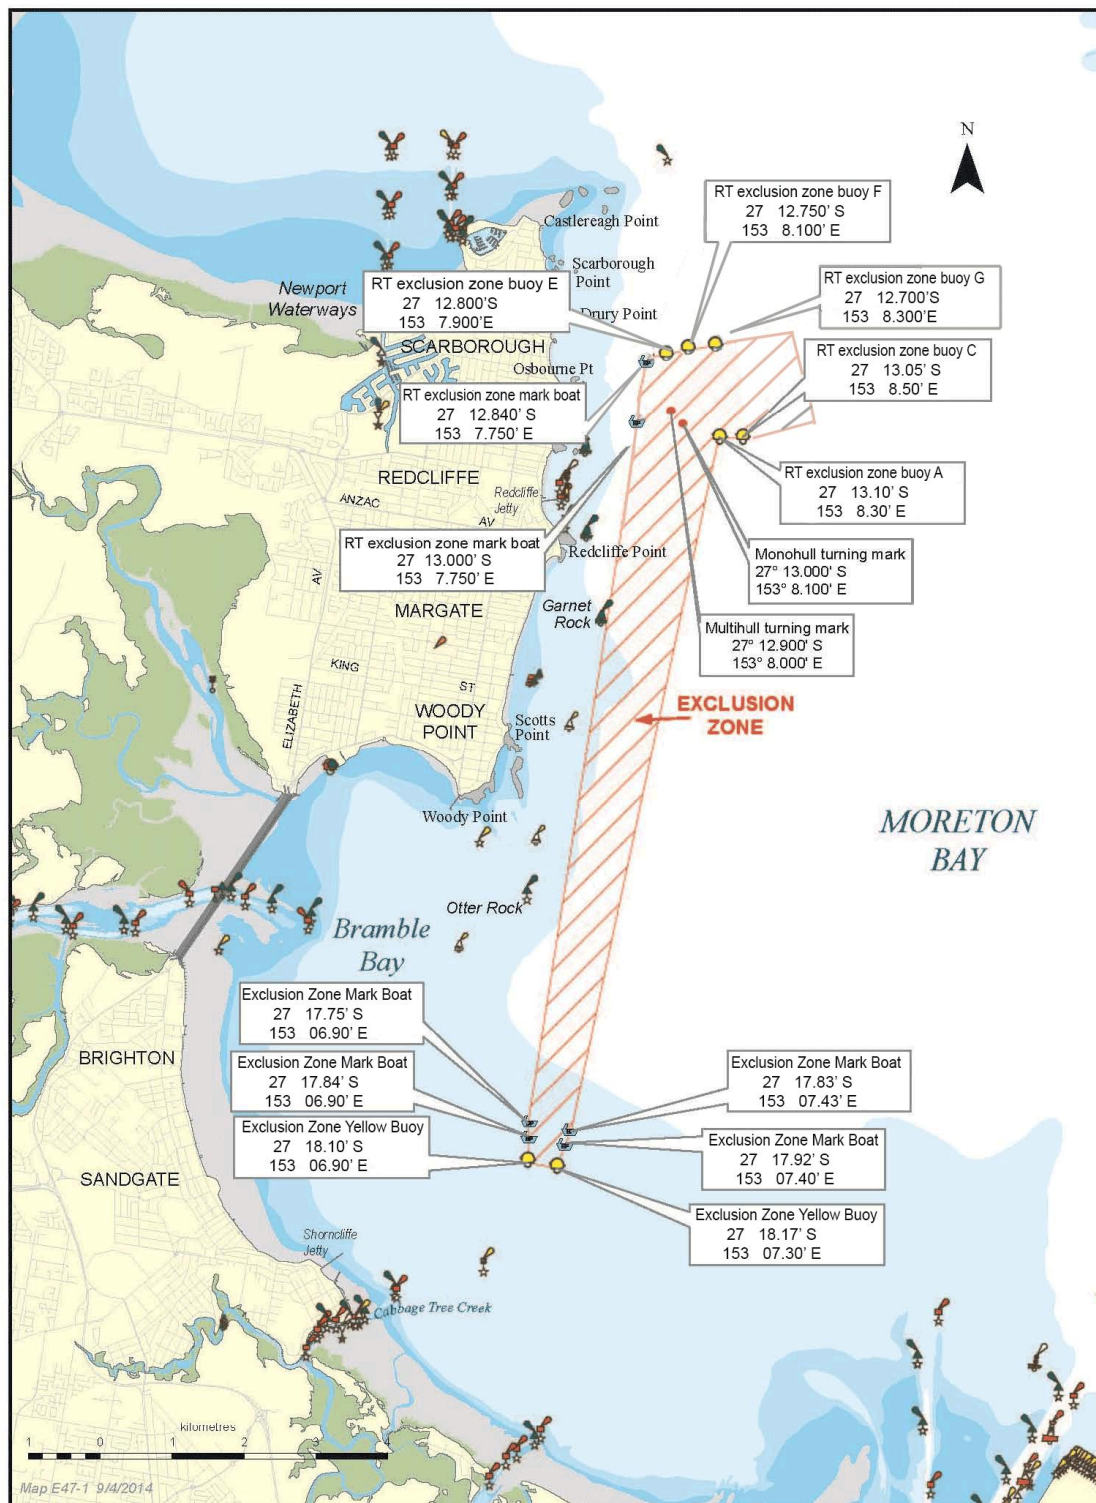 N
RT exclusion zone buoy F
27 12.750' S
153 8.100' E
Castlereagh Point
Scarborough
Point
RT exclusion zone buoy G
27 12.700'S
153 8.300'E
RT exclusion zone buoy E
27 12.800'S
153 7.900'E
Newport
Waterways
Drury Point
SCARBOROUGH
RT exclusion zone buoy C
27 13.05' S
153 8.50' E
Osbourne Pt
RT exclusion zone mark boat
27 12.840' S
153 7.750' E
REDCLIFFE
RT exclusion zone buoy A
27 13.10' S
153 8.30' E
Redcliffe
Jetty
ANZAC
AV
RT exclusion zone mark boat
27 13.000' S
153 7.750' E
Redcliffe Point
Monohull turning mark
27° 13.000' S
153° 8.100' E
AV
MARGATE
Garnet
Rock
Multihull turning mark
27° 12.900' S
153° 8.000' E
KING
ST
ELIZABETH
WOODY
POINT
Scotts
Point
EXCLUSION
ZONE
Woody Point
MORETON
BAY
Otter Rock
Bramble
Bay
Exclusion Zone Mark Boat
27 17.75' S
153 06.90' E
BRIGHTON
Exclusion Zone Mark Boat
27 17.84' S
153 06.90' E
Exclusion Zone Mark Boat
27 17.83' S
153 07.43' E
Exclusion Zone Yellow Buoy
27 18.10' S
153 06.90' E
Exclusion Zone Mark Boat
27 17.92' S
153 07.40' E
SANDGATE
Exclusion Zone Yellow Buoy
27 18.17' S
153 07.30' E
Shorncliffe
Jetty
Cabbage Tree Creek
kilometres
1 0 1 2 3 4
Map E47-1 9/4/2014